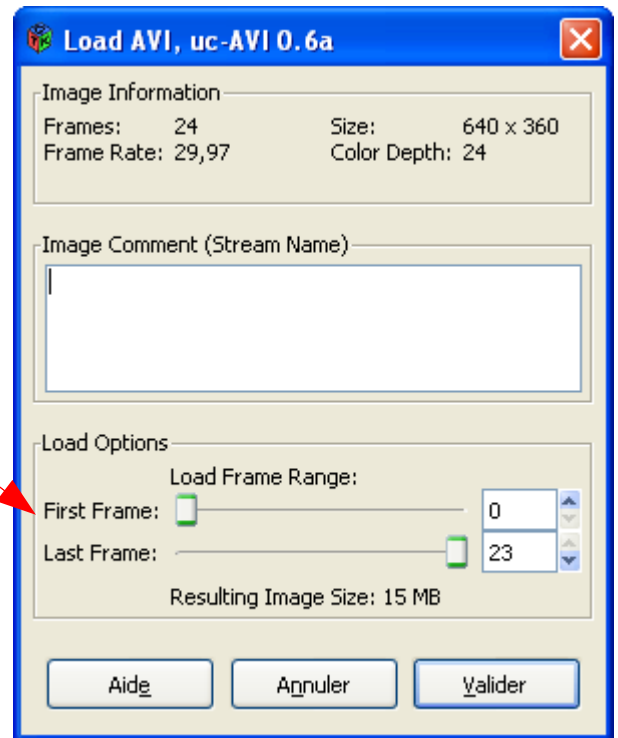 Load AVI, uc-AVI 0.6a
Image Information
Frames: 24 Size: 640 x 360
Frame Rate: 29,97 Color Depth: 24
Image Comment (Stream Name)
Load Options
Load Frame Range:
First Frame: 0
Last Frame: 23
Resulting Image Size: 15 MB
Aide Annuler Valider